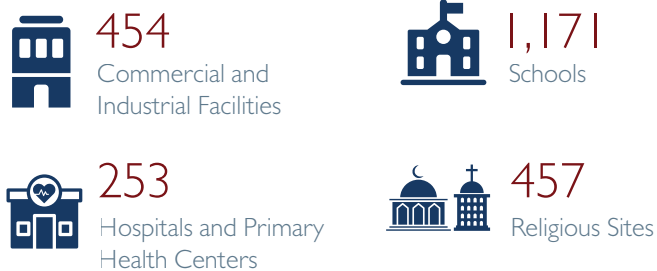 454
Commercial and
Industrial Facilities
1,171
Schools
253
Hospitals and Primary
Health Centers
457
Religious Sites